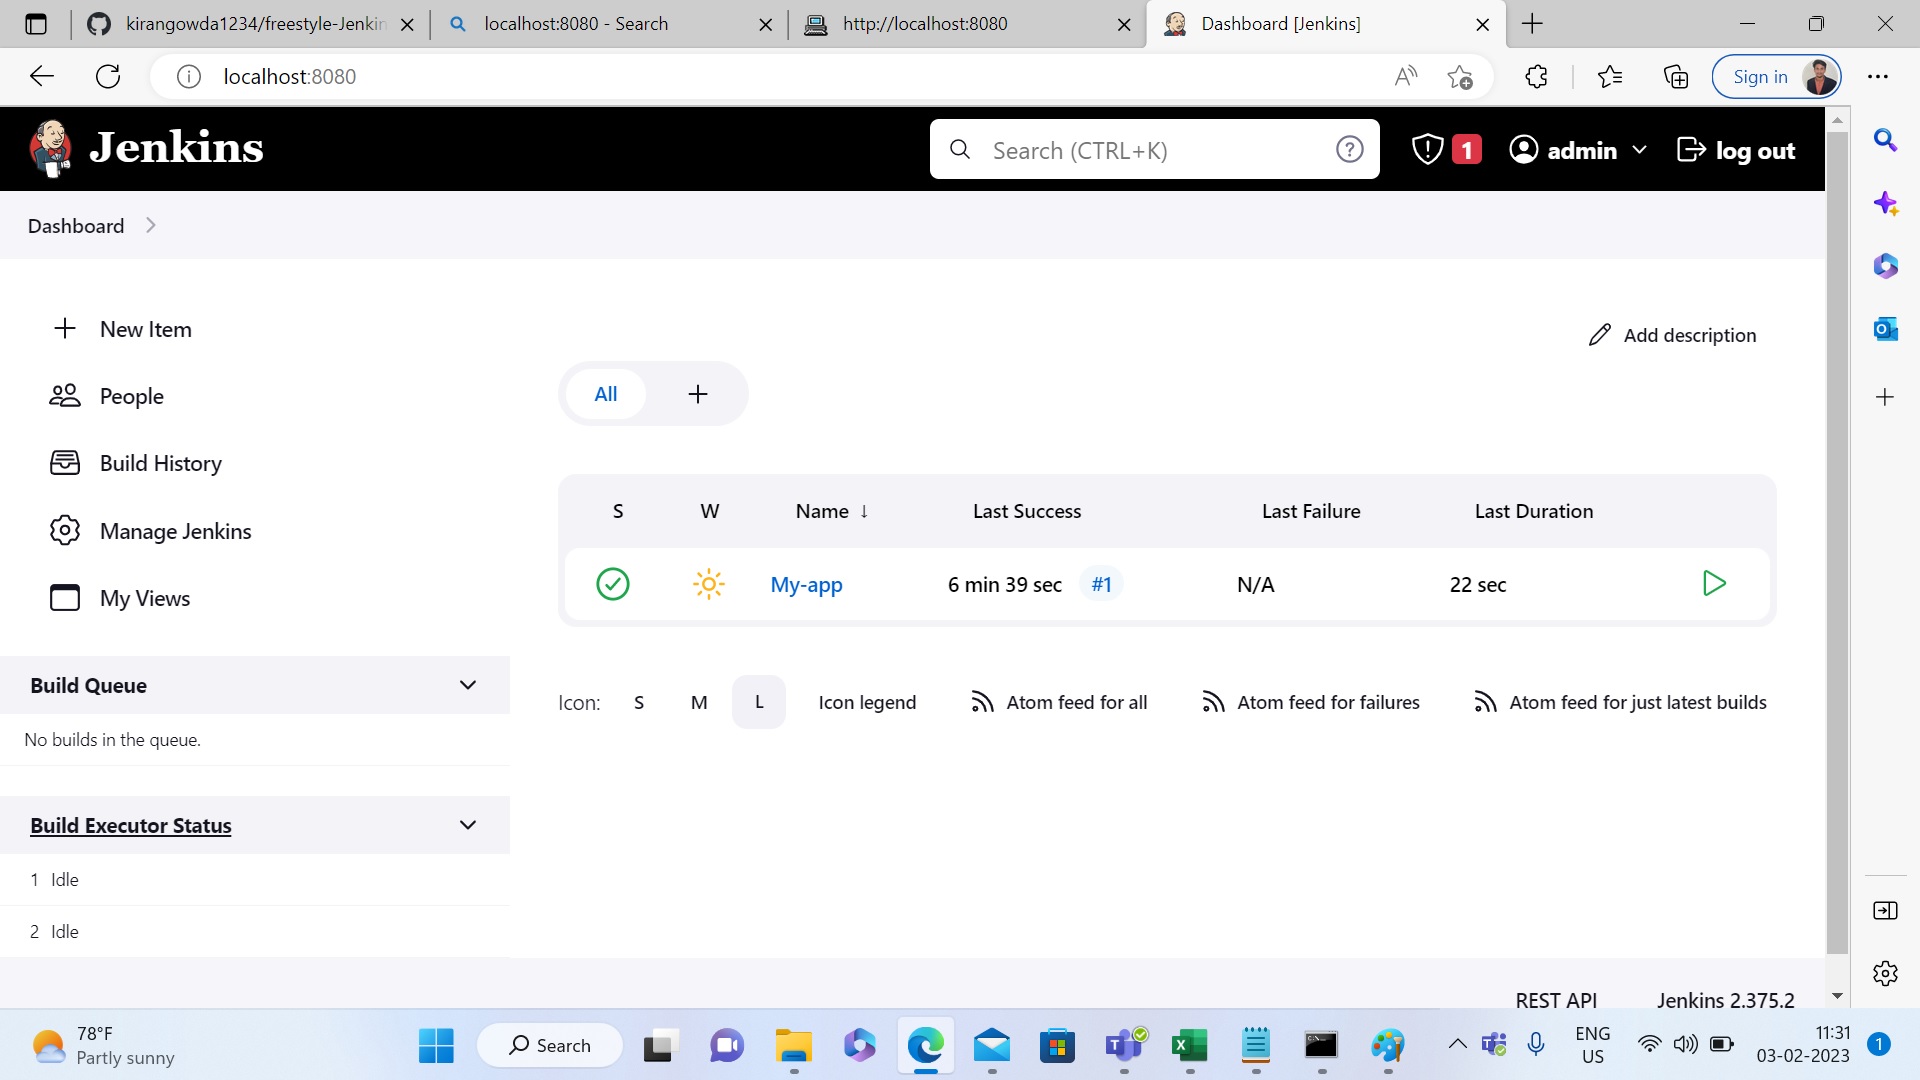 kirangowda1234/freestyle-Jenkin
localhost:8080 - Search
http://localhost:8080
Dashboard [Jenkins]
localhost:8080
Sign in
Jenkins
Search (CTRL+K)
1
admin
log out
Dashboard
New Item
People
Build History
Manage Jenkins
My Views
Add description
All
+
S W Name ↓ Last Success Last Failure Last Duration
My-app 6 min 39 sec #1 N/A 22 sec
Icon: S M L Icon legend Atom feed for all Atom feed for failures Atom feed for just latest builds
Build Queue
No builds in the queue.
Build Executor Status
1 Idle
2 Idle
REST API Jenkins 2.375.2
78°F
Partly sunny
Search
ENG
US
11:31
03-02-2023
1